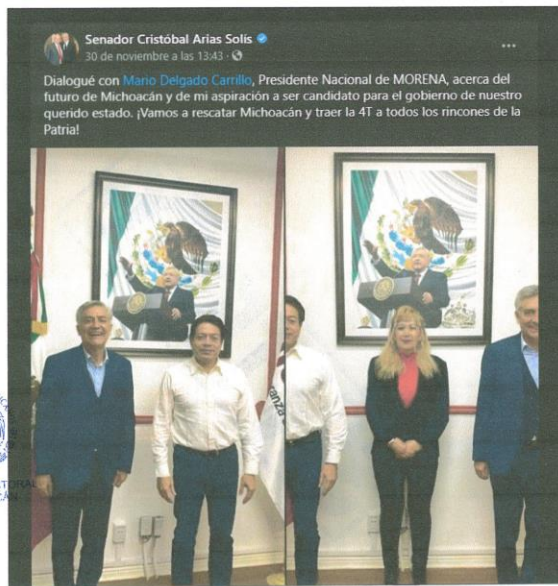 Senador Cristóbal Arias Solís
30 de noviembre a las 13:43 ·
Dialogué con Mario Delgado Carrillo, Presidente Nacional de MORENA, acerca del
futuro de Michoacán y de mi aspiración a ser candidato para el gobierno de nuestro
querido estado. ¡Vamos a rescatar Michoacán y traer la 4T a todos los rincones de la
Patria!
anza